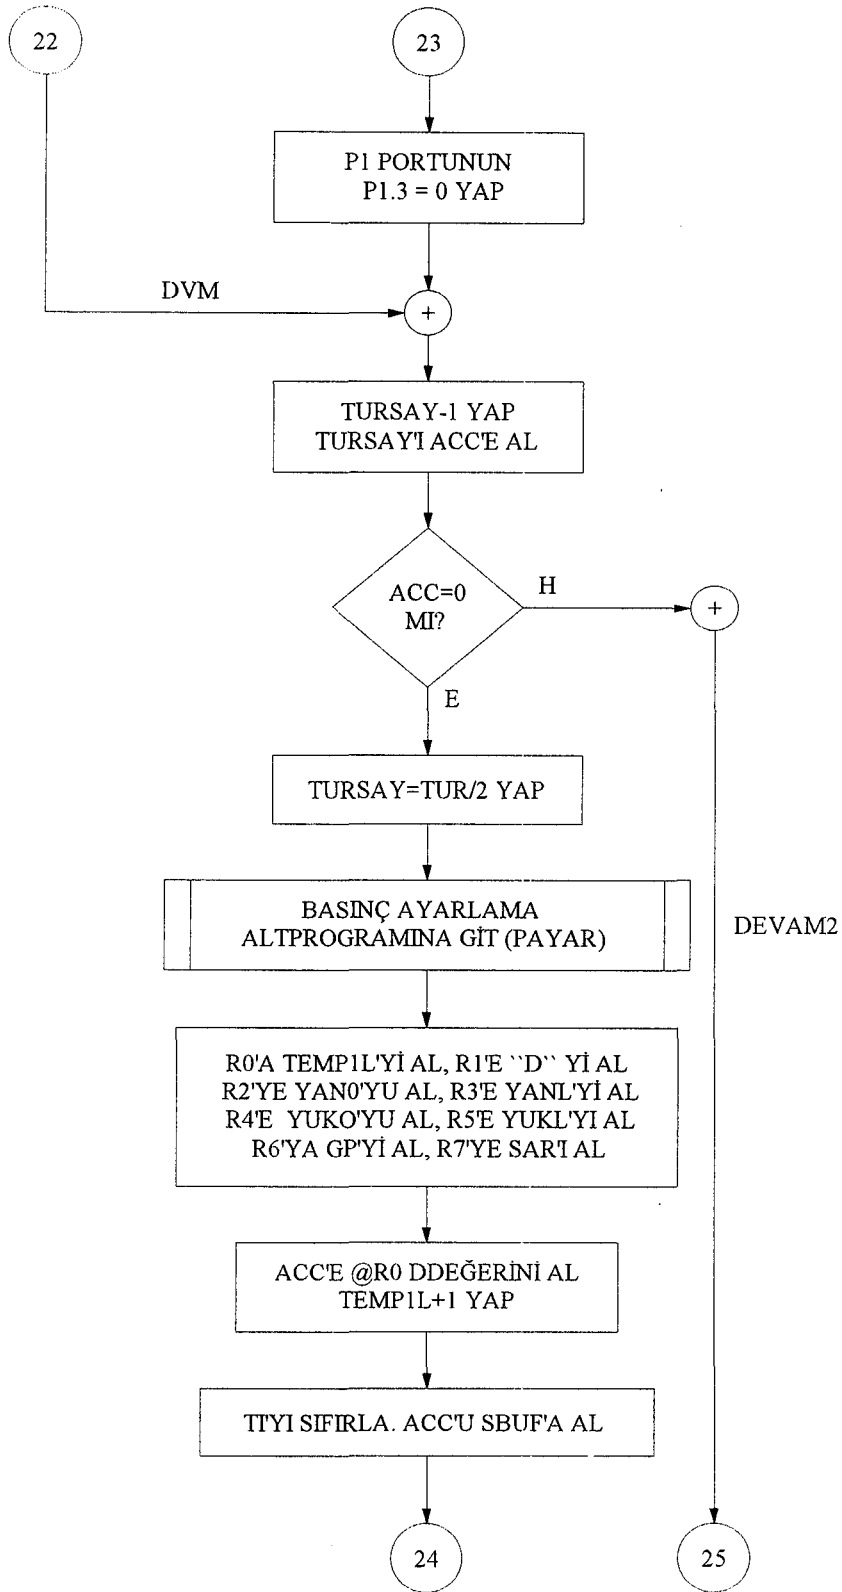 22
23
P1 PORTUNUN
P1.3 = 0 YAP
DVM
+
TURSAY-1 YAP
TURSAY'I ACC'E AL
ACC=0
MI?
H
+
E
TURSAY=TUR/2 YAP
BASINÇ AYARLAMA
ALTPROGRAMINA GİT (PAYAR)
DEVAM2
R0'A TEMP1L'Yİ AL, R1'E ``D`` Yİ AL
R2'YE YAN0'YU AL, R3'E YANL'Yİ AL
R4'E YUKO'YU AL, R5'E YUKL'YI AL
R6'YA GP'Yİ AL, R7'YE SAR'I AL
ACC'E @R0 DDEĞERİNİ AL
TEMP1L+1 YAP
TI'YI SIFIRLA. ACC'U SBUF'A AL
24
25